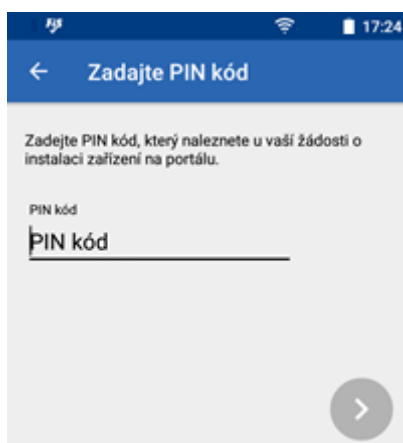 17:24
Zadajte PIN kód
Zadejte PIN kód, který naleznete u vaší žádosti o
instalaci zařízení na portálu.
PIN kód
PIN kód